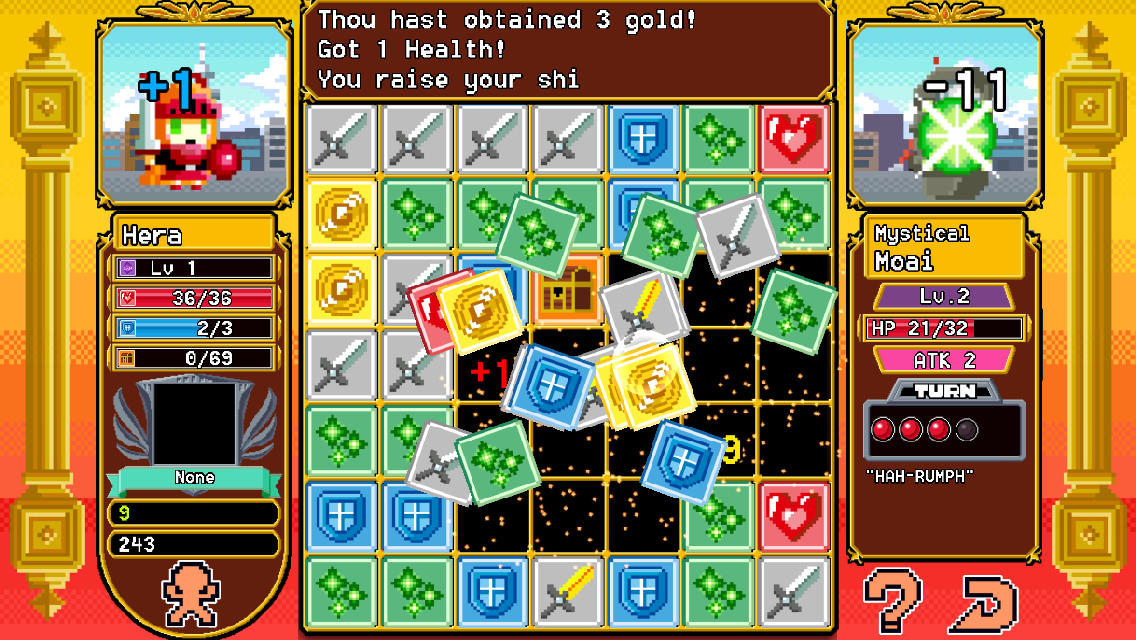 Thou hast obtained 3 gold!
Got 1 Health!
You raise your shi
+1
-11
Hera
Lv 1
36/36
2/3
0/69
None
9
243
+1
9
Mystical
Moai
Lv.2
HP 21/32
ATK 2
TURN
"HAH-RUMPH"
?